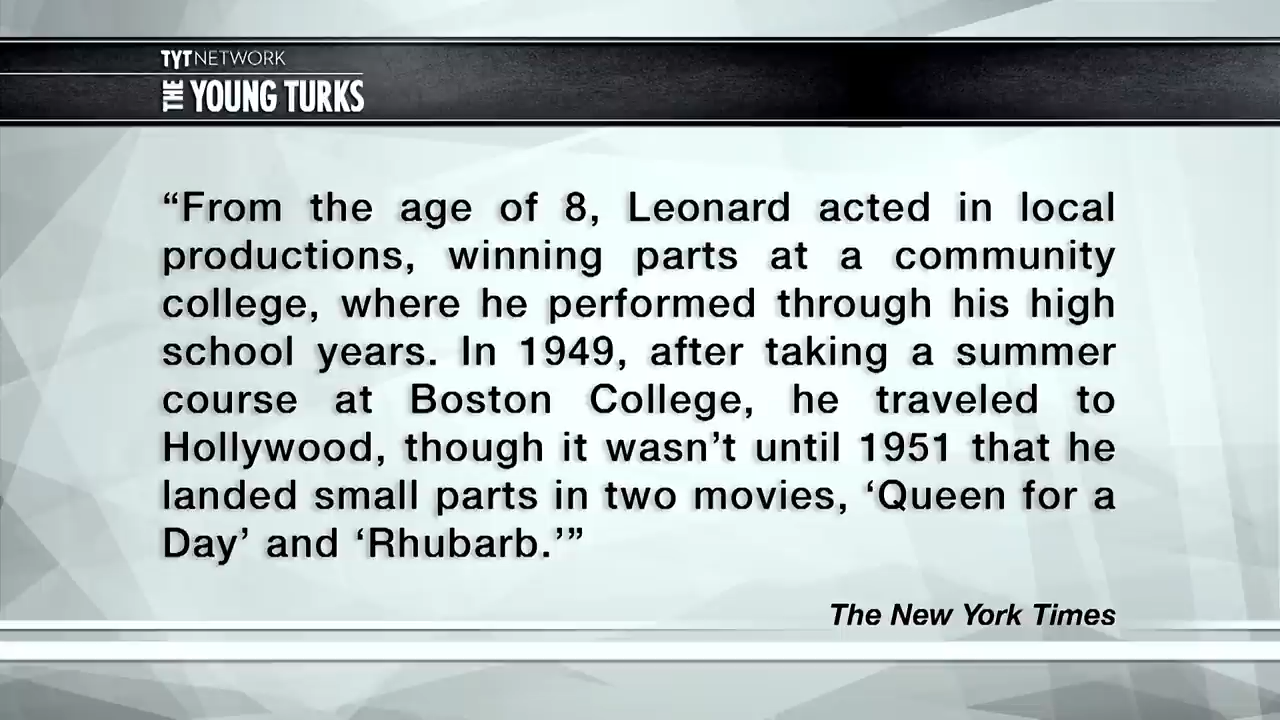 TYT NETWORK
THE YOUNG TURKS
“From the age of 8, Leonard acted in local
productions, winning parts at a community
college, where he performed through his high
school years. In 1949, after taking a summer
course at Boston College, he traveled to
Hollywood, though it wasn’t until 1951 that he
landed small parts in two movies, ‘Queen for a
Day’ and ‘Rhubarb.’”
The New York Times